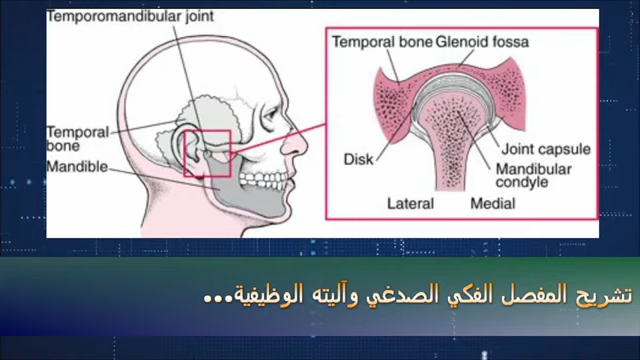 Temporomandibular joint
Temporal
bone
Mandible
Temporal bone Glenoid fossa
Disk
Joint capsule
Mandibular
condyle
Lateral Medial
تشريح المفصل الفكي الصدغي وآليته الوظيفية...